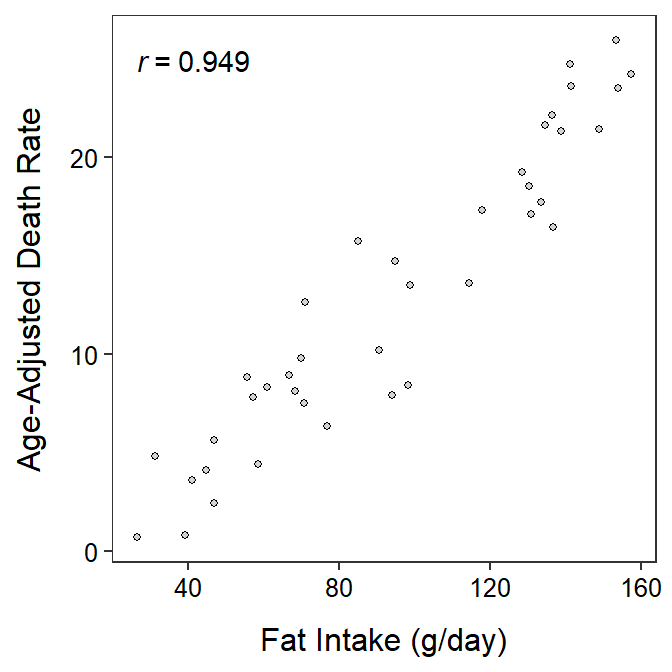 r = 0.949
Age-Adjusted Death Rate
20
10
0
40 80 120 160
Fat Intake (g/day)